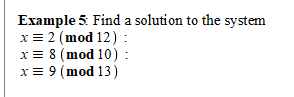 Example 5: Find a solution to the system
x ≡ 2 (mod 12) :
x ≡ 8 (mod 10) :
x ≡ 9 (mod 13)